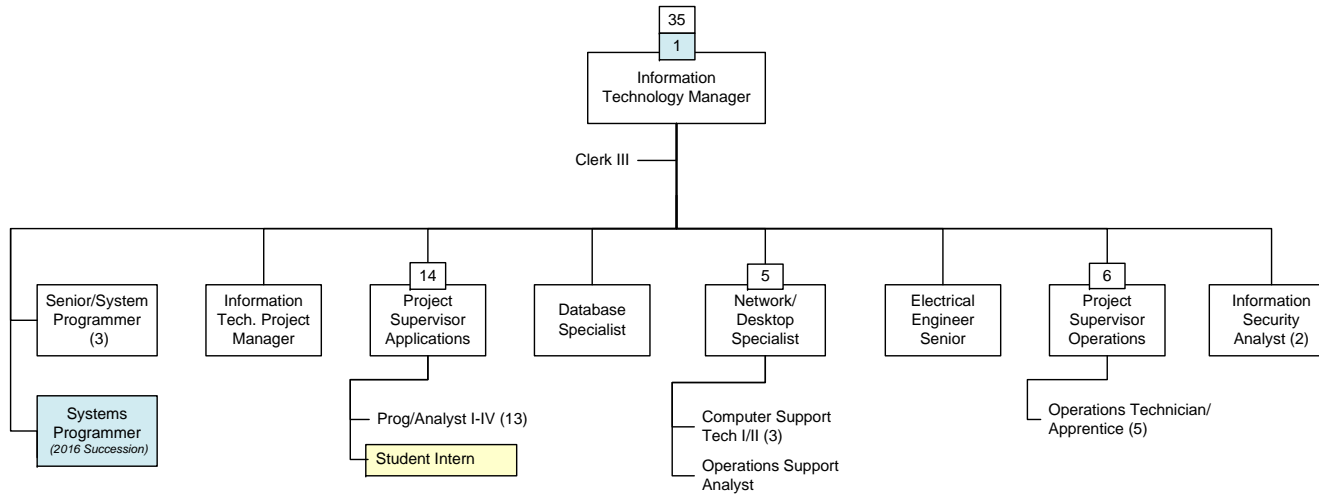 35
1
Information
Technology Manager
Clerk III
Senior/System
Programmer
(3)
Systems
Programmer
(2016 Succession)
Information
Tech. Project
Manager
14
Project
Supervisor
Applications
Prog/Analyst I-IV (13)
Student Intern
Database
Specialist
5
Network/
Desktop
Specialist
Computer Support
Tech I/II (3)
Operations Support
Analyst
Electrical
Engineer
Senior
6
Project
Supervisor
Operations
Operations Technician/
Apprentice (5)
Information
Security
Analyst (2)